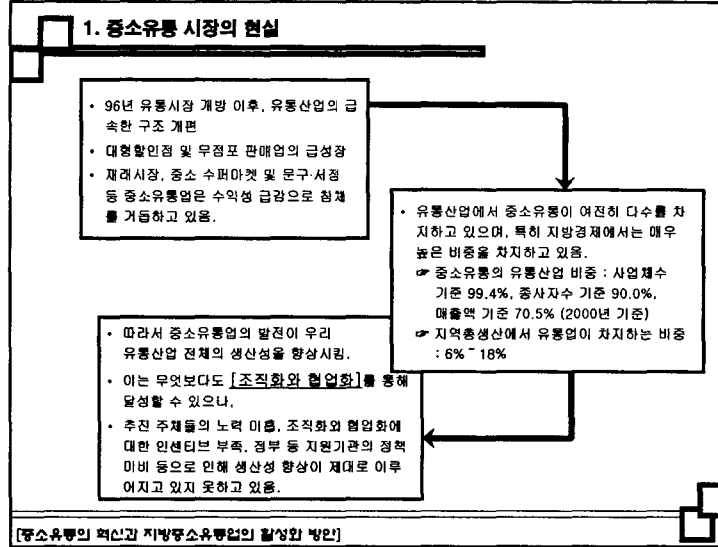 1. 중소유통 시장의 현실
• 96년 유통시장 개방 이후, 유통산업의 급
속한 구조 개편
• 대형할인점 및 무점포 판매업의 급성장
• 재래시장, 중소 수퍼마켓 및 문구·서점
등 중소유통업은 수익성 급감으로 침체
를 거듭하고 있음.
• 유통산업에서 중소유통이 여전히 다수를 차
지하고 있으며, 특히 지방경제에서는 매우
높은 비중을 차지하고 있음.
☞ 중소유통의 유통산업 비중 : 사업체수
기준 99.4%, 종사자수 기준 90.0%,
매출액 기준 70.5% (2000년 기준)
☞ 지역총생산에서 유통업이 차지하는 비중
: 6% ~ 18%
• 따라서 중소유통업의 발전이 우리
유통산업 전체의 생산성을 향상시킴.
• 이는 무엇보다도 [조직화와 협업화]를 통해
달성할 수 있으나,
• 추진 주체들의 노력 미흡, 조직화와 협업화에
대한 인센티브 부족, 정부 등 지원기관의 정책
미비 등으로 인해 생산성 향상이 제대로 이루
어지고 있지 못하고 있음.
[중소유통의 혁신과 지방중소유통업의 활성화 방안]